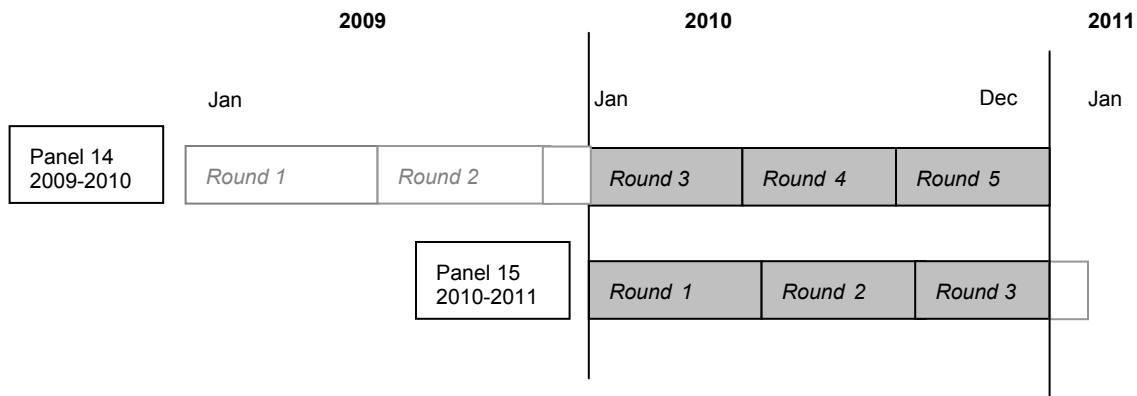 2009 2010 2011
Jan Jan Dec Jan
Panel 14
2009-2010
Round 1 Round 2 Round 3 Round 4 Round 5
Panel 15
2010-2011
Round 1 Round 2 Round 3